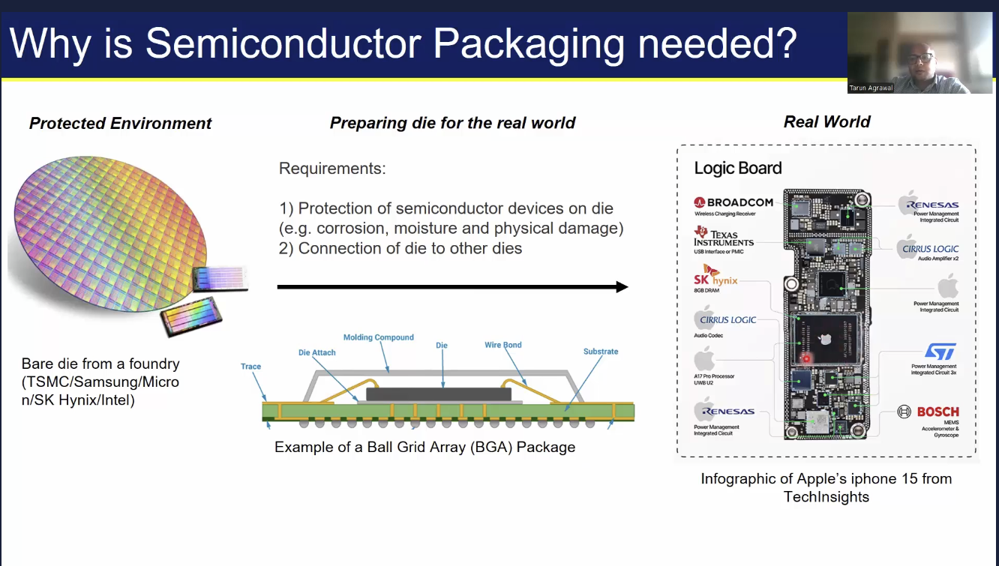 Why is Semiconductor Packaging needed?
Tarun Agrawal
Protected Environment
Bare die from a foundry
(TSMC/Samsung/Micro
n/SK Hynix/Intel)
Preparing die for the real world
Requirements:
1) Protection of semiconductor devices on die
(e.g. corrosion, moisture and physical damage)
2) Connection of die to other dies
Molding Compound
Die Attach
Die
Wire Bond
Substrate
Trace
Example of a Ball Grid Array (BGA) Package
Real World
Logic Board
BROADCOM
Wireless Charging Receiver
TEXAS
INSTRUMENTS
USB Interface or PMIC
SK hynix
8GB DRAM
CIRRUS LOGIC
Audio Codec
A17 Pro Processor
UWB U2
RENESAS
Power Management
Integrated Circuit
RENESAS
Power Management
Integrated Circuit
CIRRUS LOGIC
Audio Amplifier x2
Power Management
Integrated Circuit
ST
Power Management
Integrated Circuit 3x
BOSCH
MEMS
Accelerometer &
Gyroscope
Infographic of Apple's iphone 15 from
TechInsights